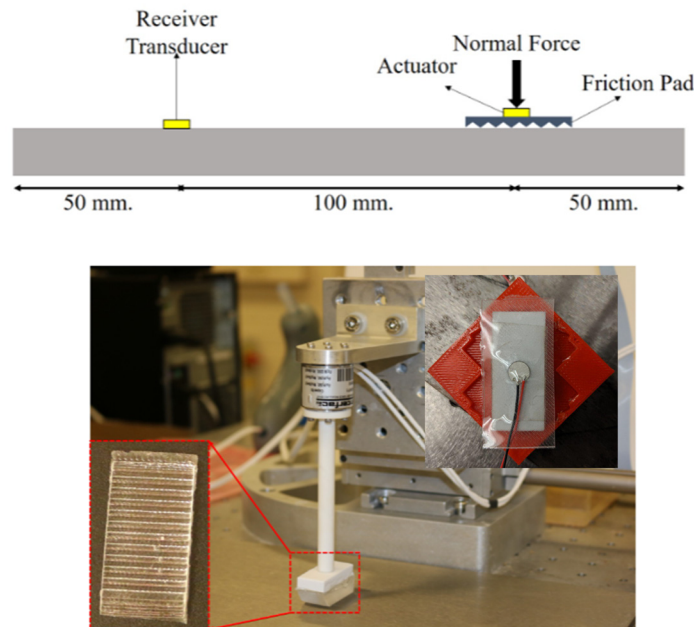 Receiver
Transducer
Normal Force
Actuator
Friction Pad
50 mm.
100 mm.
50 mm.